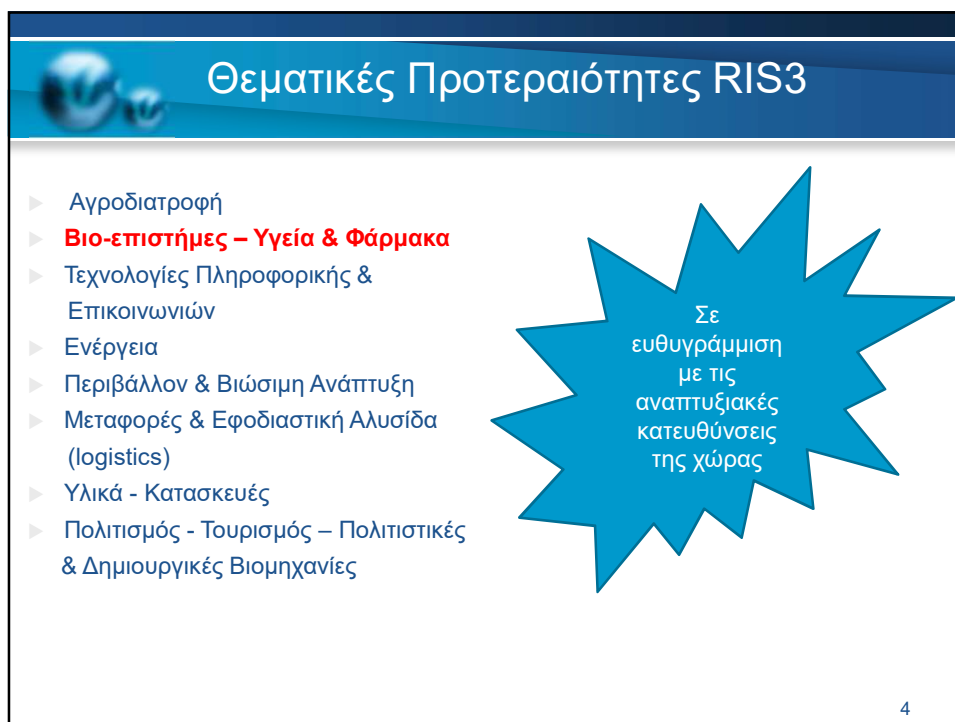 Θεματικές Προτεραιότητες RIS3
Αγροδιατροφή
Βιο-επιστήμες – Υγεία & Φάρμακα
Τεχνολογίες Πληροφορικής &
Επικοινωνιών
Ενέργεια
Περιβάλλον & Βιώσιμη Ανάπτυξη
Μεταφορές & Εφοδιαστική Αλυσίδα
(logistics)
Υλικά - Κατασκευές
Πολιτισμός - Τουρισμός – Πολιτιστικές
& Δημιουργικές Βιομηχανίες
Σε
ευθυγράμμιση
με τις
αναπτυξιακές
κατευθύνσεις
της χώρας
4